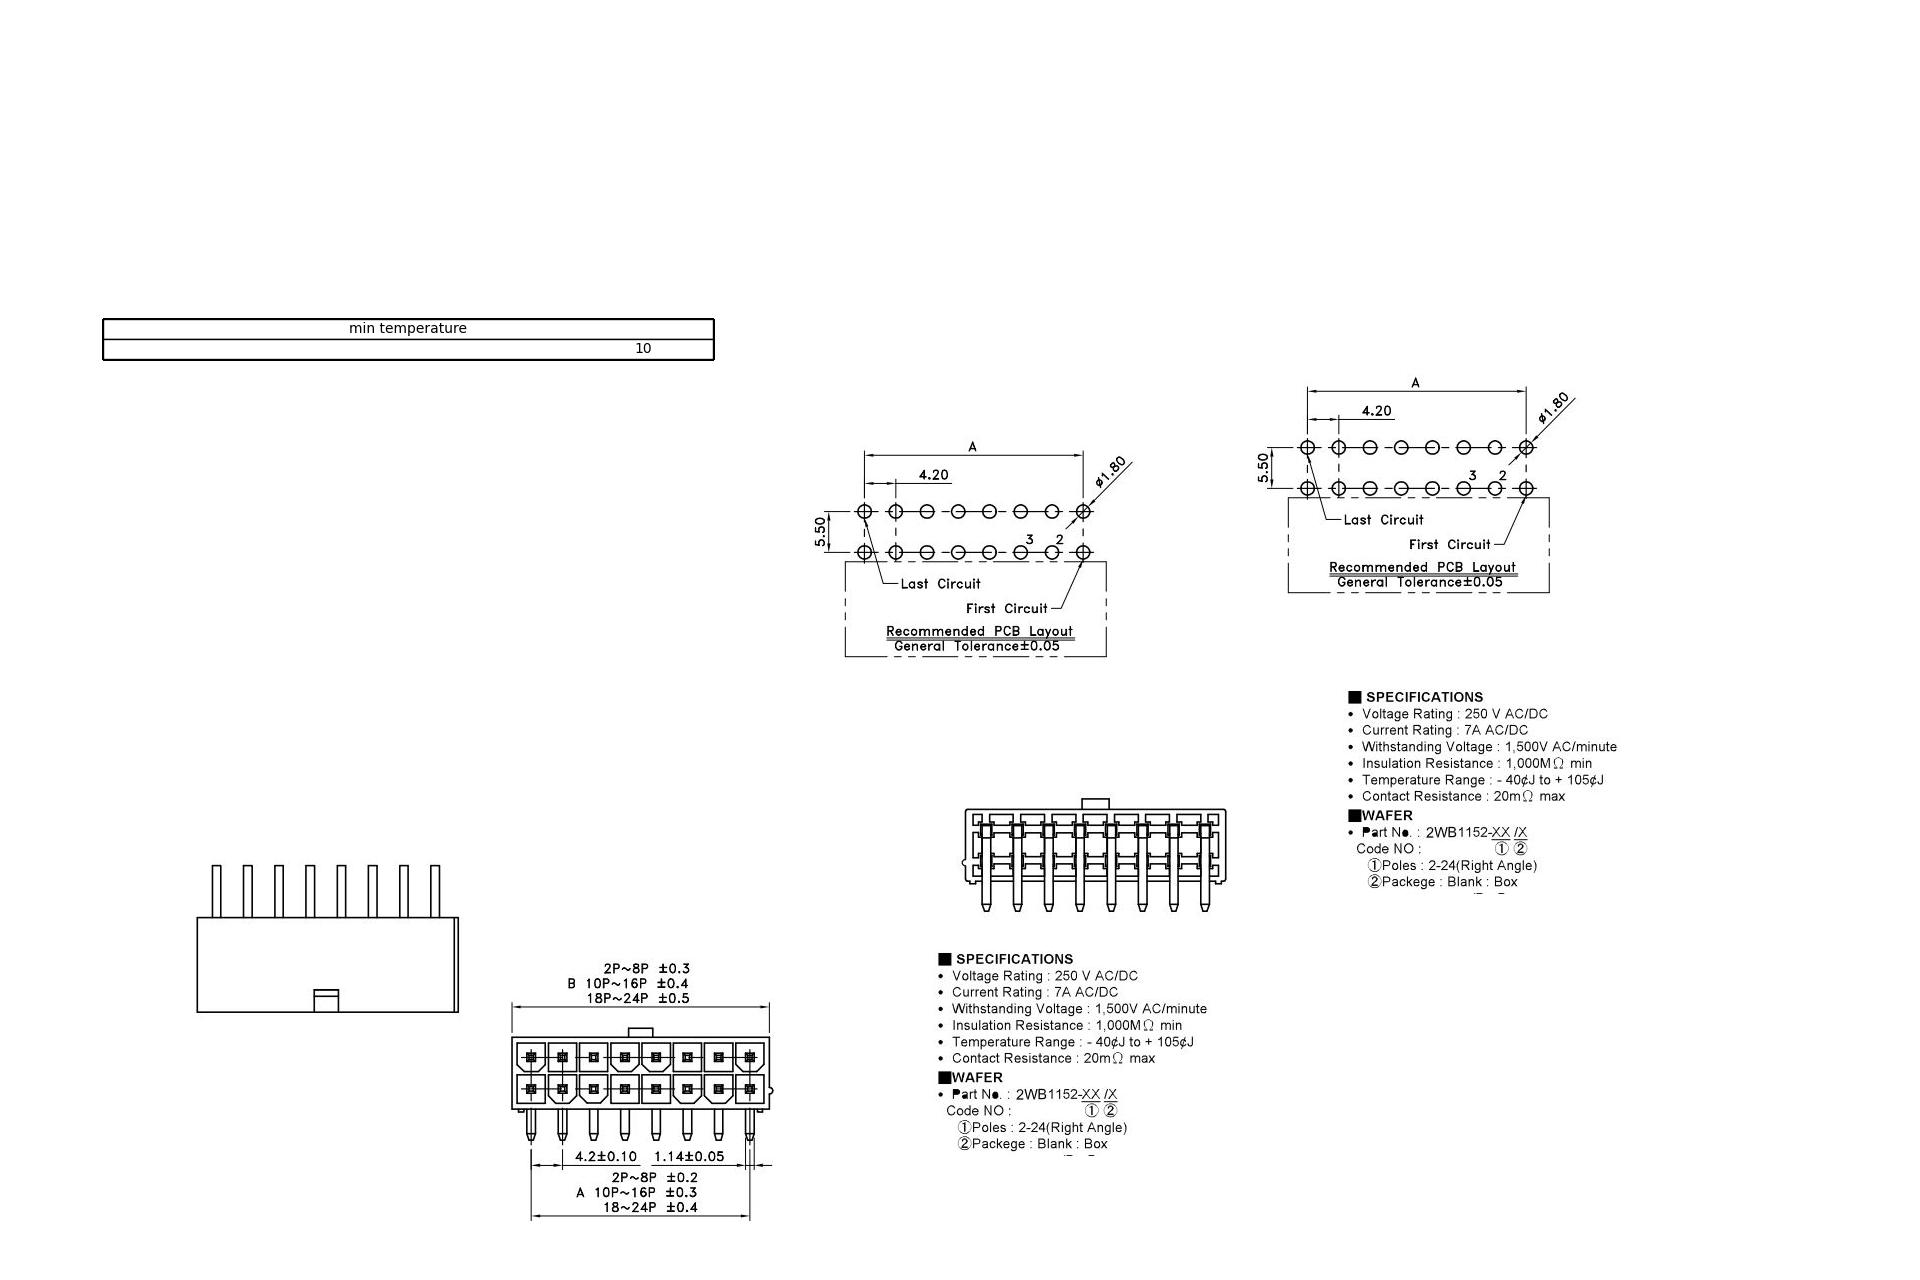 min temperature
10
A
4.20
ø1.80
5.50
3 2
Last Circuit
First Circuit
Recommended PCB Layout
General Tolerance±0.05
A
4.20
ø1.80
5.50
3 2
Last Circuit
First Circuit
Recommended PCB Layout
General Tolerance±0.05
■ SPECIFICATIONS
• Voltage Rating : 250 V AC/DC
• Current Rating : 7A AC/DC
• Withstanding Voltage : 1,500V AC/minute
• Insulation Resistance : 1,000MΩ min
• Temperature Range : - 40¢J to + 105¢J
• Contact Resistance : 20mΩ max
■WAFER
• Part No. : 2WB1152-XX /X
Code NO : ① ②
①Poles : 2-24(Right Angle)
②Packege : Blank : Box
2P~8P ±0.3
B 10P~16P ±0.4
18P~24P ±0.5
4.2±0.10 1.14±0.05
2P~8P ±0.2
A 10P~16P ±0.3
18~24P ±0.4
■ SPECIFICATIONS
• Voltage Rating : 250 V AC/DC
• Current Rating : 7A AC/DC
• Withstanding Voltage : 1,500V AC/minute
• Insulation Resistance : 1,000MΩ min
• Temperature Range : - 40¢J to + 105¢J
• Contact Resistance : 20mΩ max
■WAFER
• Part No. : 2WB1152-XX /X
Code NO : ① ②
①Poles : 2-24(Right Angle)
②Packege : Blank : Box